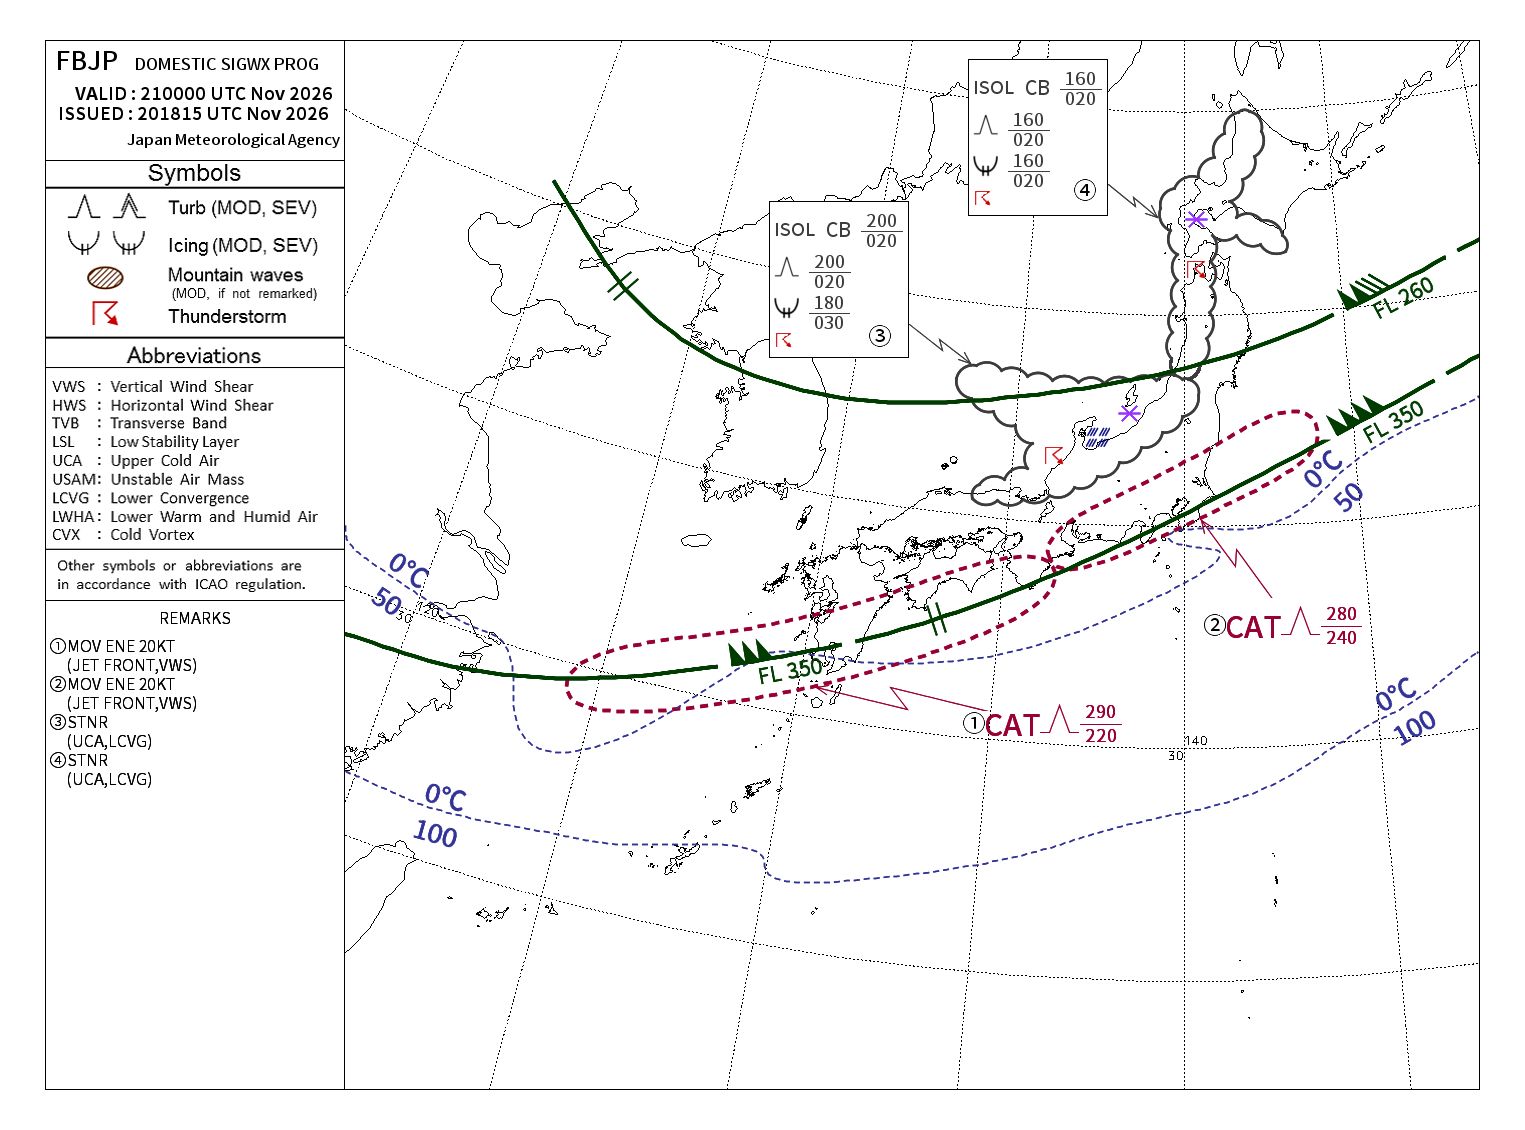 FBJP DOMESTIC SIGWX PROG
VALID : 210000 UTC Nov 2026
ISSUED : 201815 UTC Nov 2026
Japan Meteorological Agency
Symbols
Turb (MOD, SEV)
Icing (MOD, SEV)
Mountain waves
(MOD, if not remarked)
Thunderstorm
Abbreviations
VWS : Vertical Wind Shear
HWS : Horizontal Wind Shear
TVB : Transverse Band
LSL : Low Stability Layer
UCA : Upper Cold Air
USAM: Unstable Air Mass
LCVG : Lower Convergence
LWHA: Lower Warm and Humid Air
CVX : Cold Vortex
Other symbols or abbreviations are
in accordance with ICAO regulation.
REMARKS
①MOV ENE 20KT
(JET FRONT,VWS)
②MOV ENE 20KT
(JET FRONT,VWS)
③STNR
(UCA,LCVG)
④STNR
(UCA,LCVG)
ISOL CB 160
020
160
020
160
020
④
ISOL CB 200
020
200
020
180
030
③
FL 260
FL 350
0℃
50
0℃
50
120
30
②CAT 280
240
FL 350
①CAT 290
220
0℃
100
140
30
0℃
100